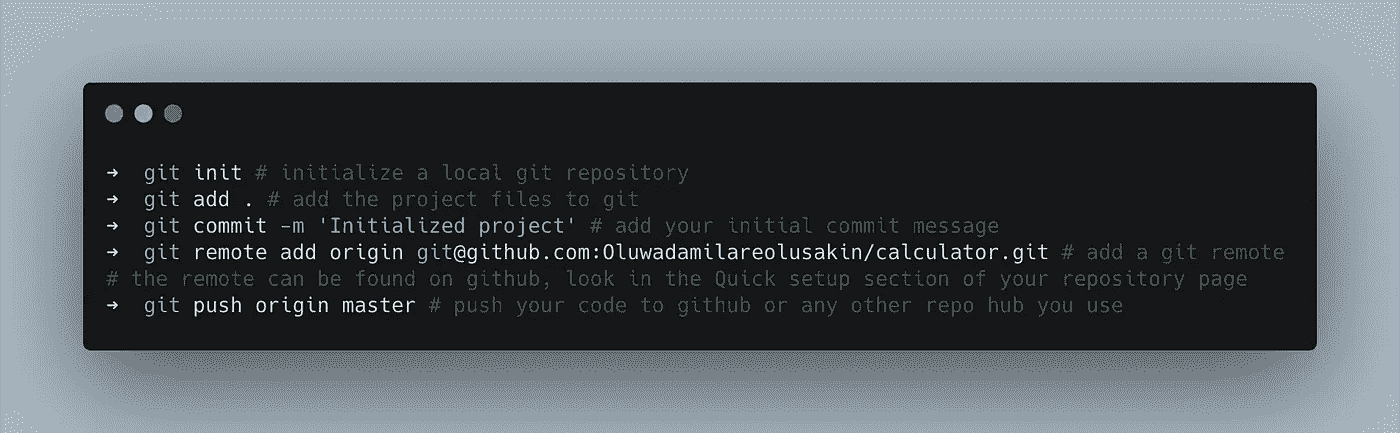 ➜ git init # initialize a local git repository
➜ git add . # add the project files to git
➜ git commit -m 'Initialized project' # add your initial commit message
➜ git remote add origin git@github.com:Oluwadamilareolusakin/calculator.git # add a git remote
# the remote can be found on github, look in the Quick setup section of your repository page
➜ git push origin master # push your code to github or any other repo hub you use